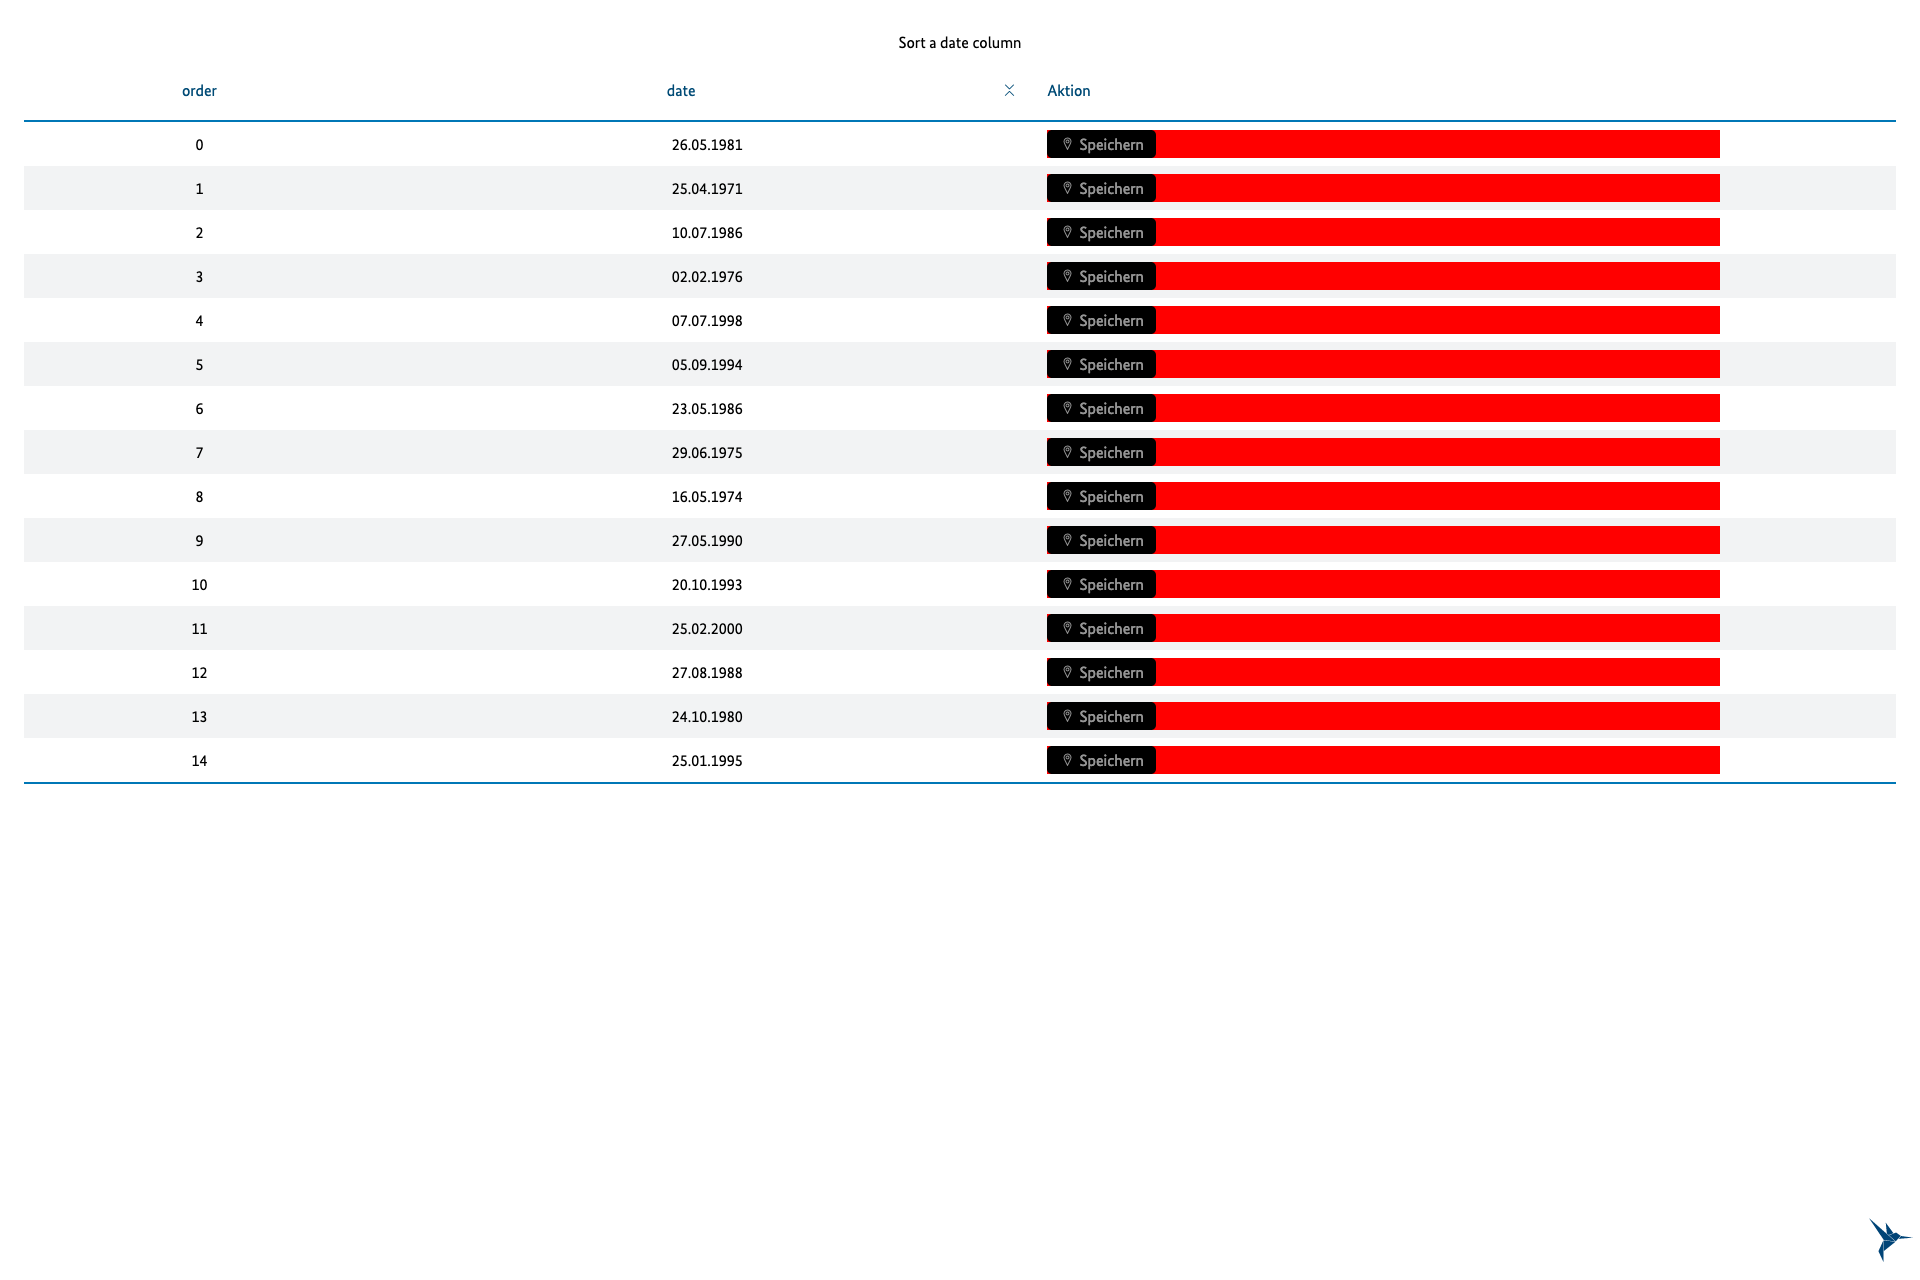 Sort a date column
order date Aktion
0 26.05.1981 Speichern
1 25.04.1971 Speichern
2 10.07.1986 Speichern
3 02.02.1976 Speichern
4 07.07.1998 Speichern
5 05.09.1994 Speichern
6 23.05.1986 Speichern
7 29.06.1975 Speichern
8 16.05.1974 Speichern
9 27.05.1990 Speichern
10 20.10.1993 Speichern
11 25.02.2000 Speichern
12 27.08.1988 Speichern
13 24.10.1980 Speichern
14 25.01.1995 Speichern